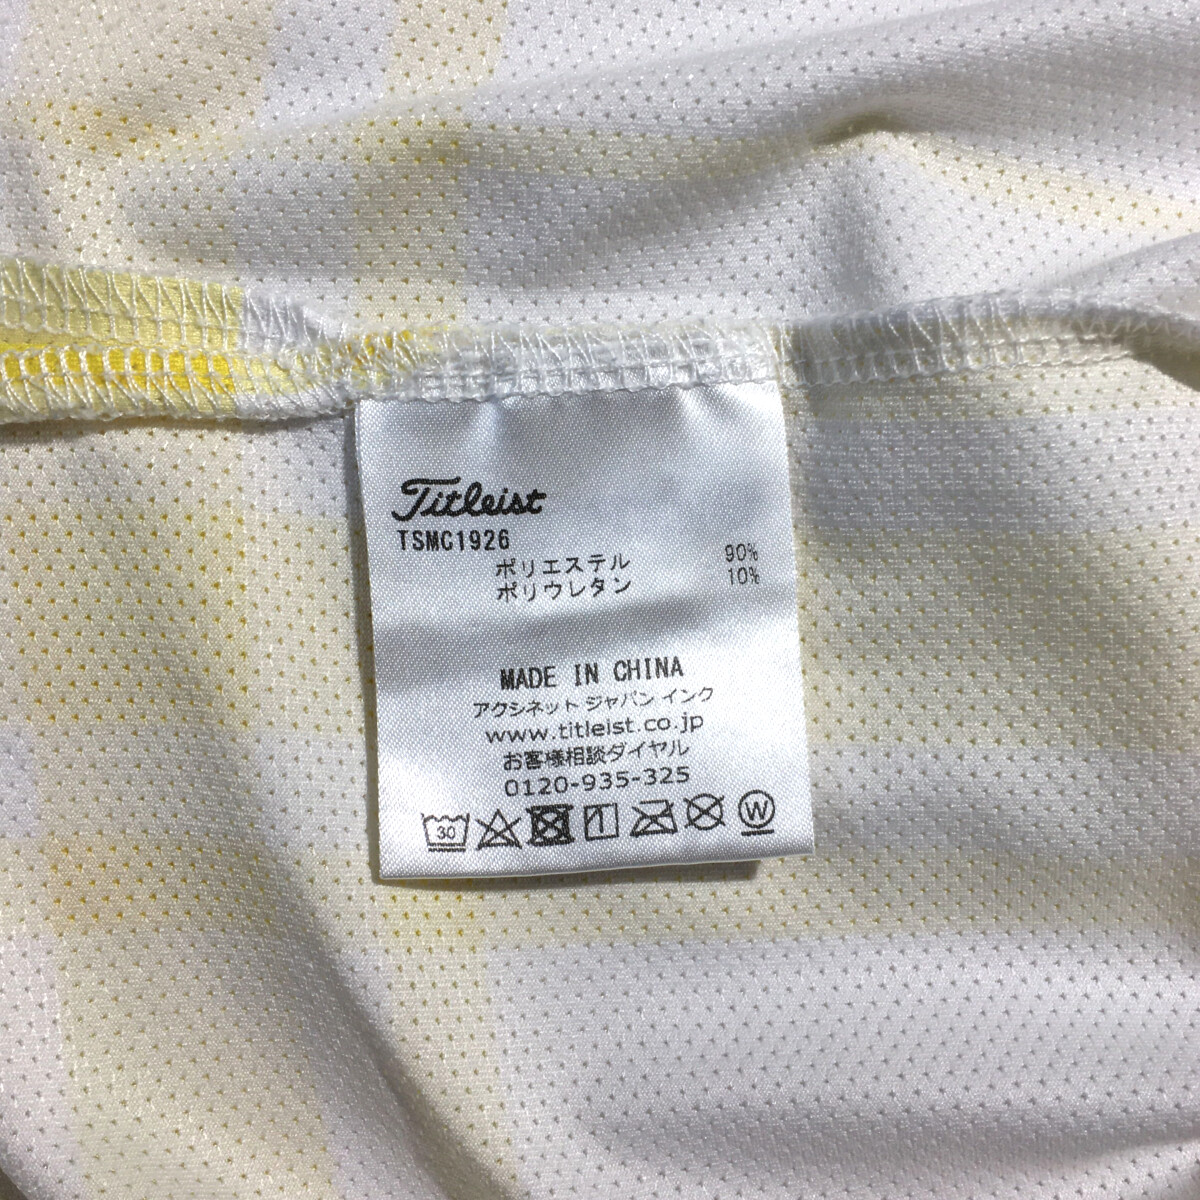 Titleist
TSMC1926
ポリエステル 90%
ポリウレタン 10%
MADE IN CHINA
アクシネット ジャパン インク
www.titleist.co.jp
お客様相談ダイヤル
0120-935-325
30 W